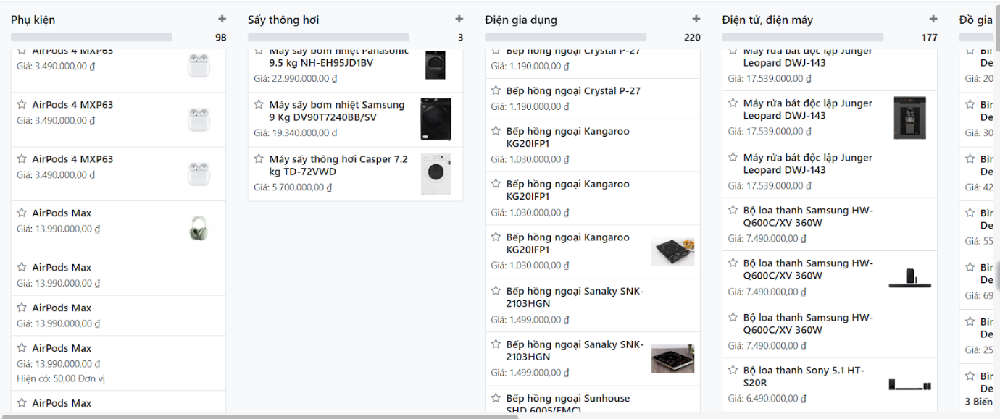 Phụ kiện
98
AirPods 4 MXP63
Giá: 3.490.000,00 ₫
AirPods 4 MXP63
Giá: 3.490.000,00 ₫
AirPods 4 MXP63
Giá: 3.490.000,00 ₫
AirPods Max
Giá: 13.990.000,00 ₫
AirPods Max
Giá: 13.990.000,00 ₫
AirPods Max
Giá: 13.990.000,00 ₫
AirPods Max
Giá: 13.990.000,00 ₫
Hiện có: 50,00 Đơn vị
AirPods Max
Sấy thông hơi
3
Máy sấy bơm nhiệt Panasonic
9.5 kg NH-EH95JD1BV
Giá: 22.990.000,00 ₫
Máy sấy bơm nhiệt Samsung
9 Kg DV90T7240BB/SV
Giá: 19.340.000,00 ₫
Máy sấy thông hơi Casper 7.2
kg TD-72VWD
Giá: 5.700.000,00 ₫
Điện gia dụng
220
Bếp hồng ngoại Crystal P-27
Giá: 1.190.000,00 ₫
Bếp hồng ngoại Crystal P-27
Giá: 1.190.000,00 ₫
Bếp hồng ngoại Kangaroo
KG20IFP1
Giá: 1.030.000,00 ₫
Bếp hồng ngoại Kangaroo
KG20IFP1
Giá: 1.030.000,00 ₫
Bếp hồng ngoại Kangaroo
KG20IFP1
Giá: 1.030.000,00 ₫
Bếp hồng ngoại Sanaky SNK-
2103HGN
Giá: 1.499.000,00 ₫
Bếp hồng ngoại Sanaky SNK-
2103HGN
Giá: 1.499.000,00 ₫
Bếp hồng ngoại Sunhouse
SHD 6005(EMC)
Điện tử, điện máy
177
Máy rửa bát độc lập Junger
Leopard DWJ-143
Giá: 17.539.000,00 ₫
Máy rửa bát độc lập Junger
Leopard DWJ-143
Giá: 17.539.000,00 ₫
Máy rửa bát độc lập Junger
Leopard DWJ-143
Giá: 17.539.000,00 ₫
Bộ loa thanh Samsung HW-
Q600C/XV 360W
Giá: 7.490.000,00 ₫
Bộ loa thanh Samsung HW-
Q600C/XV 360W
Giá: 7.490.000,00 ₫
Bộ loa thanh Samsung HW-
Q600C/XV 360W
Giá: 7.490.000,00 ₫
Bộ loa thanh Sony 5.1 HT-
S20R
Giá: 6.490.000,00 ₫
Đồ gia
De
Giá: 20
De
Giá: 30
De
Giá: 42
De
Giá: 55
De
Giá: 69
De
Giá: 25
De
3 Biến